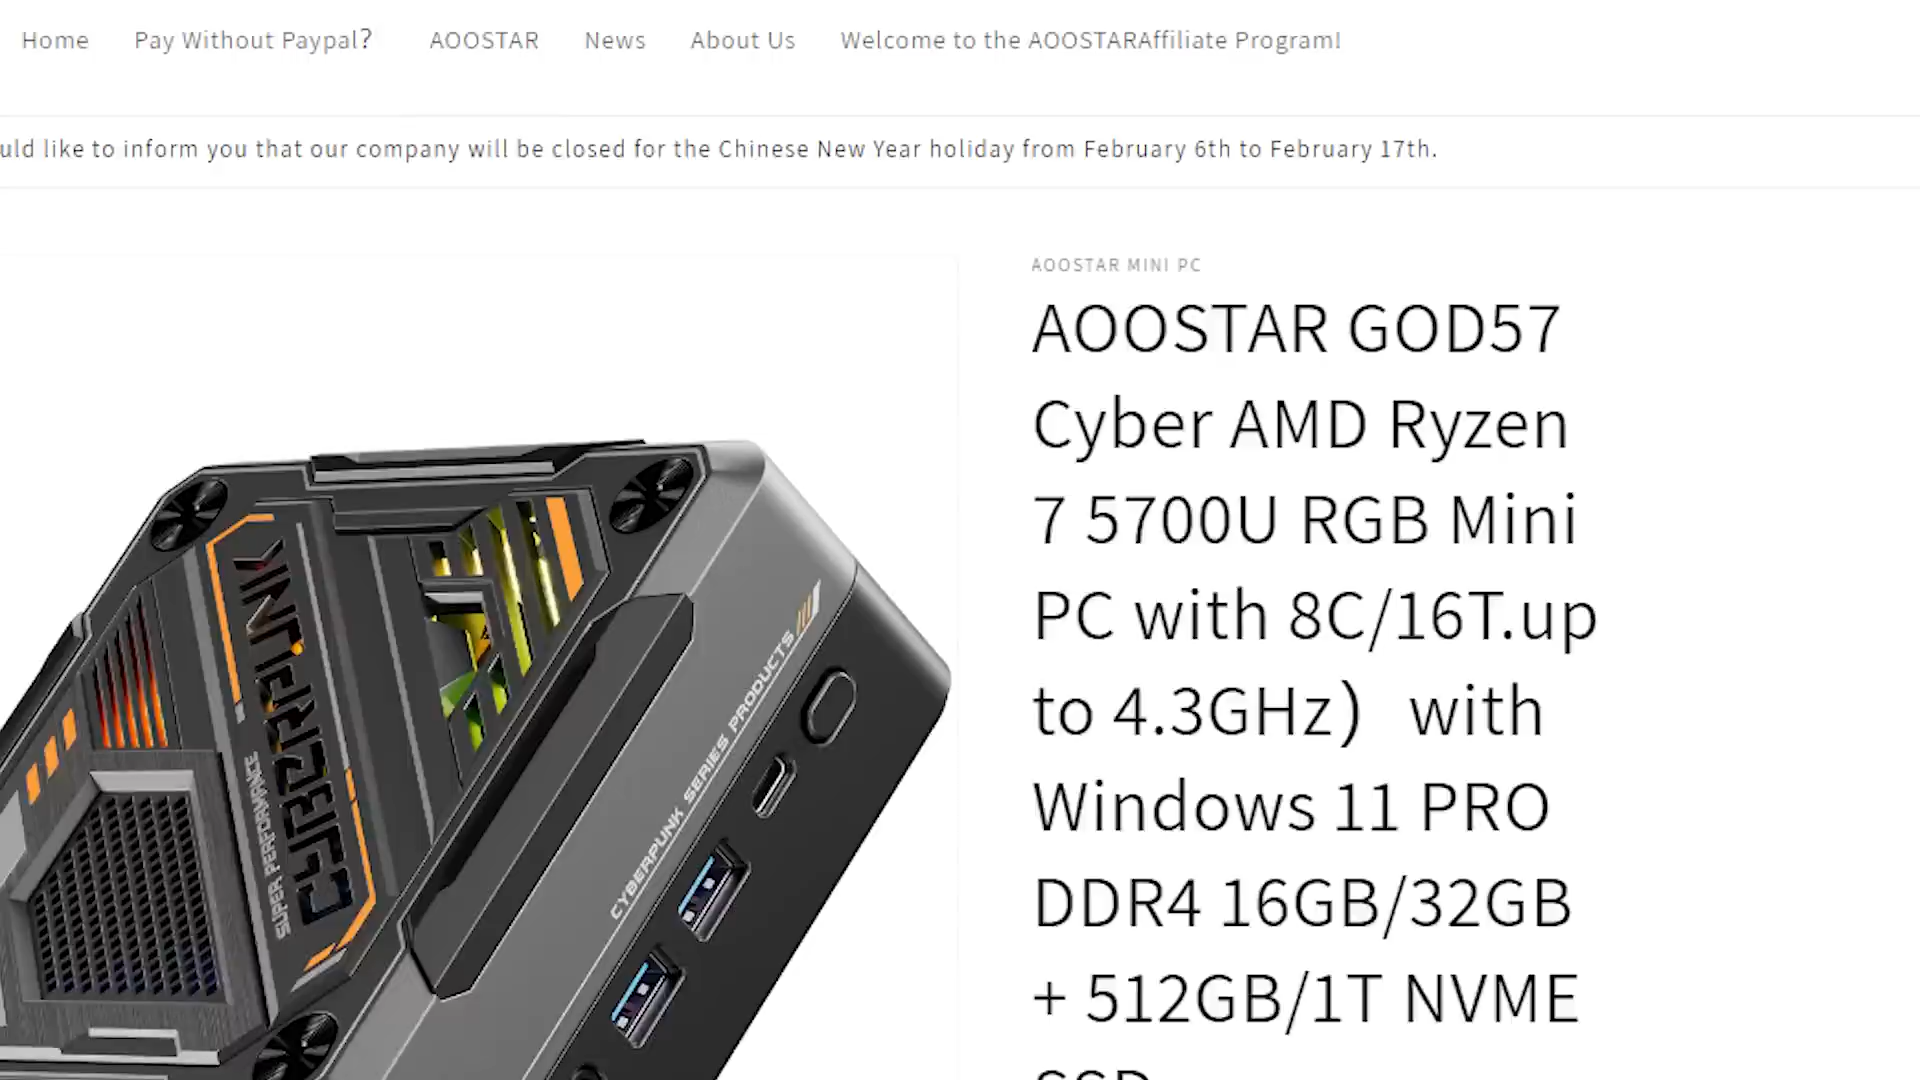 Home Pay Without Paypal？ AOOSTAR News About Us Welcome to the AOOSTARAffiliate Program!
uld like to inform you that our company will be closed for the Chinese New Year holiday from February 6th to February 17th.
AOOSTAR MINI PC
AOOSTAR GOD57
Cyber AMD Ryzen
7 5700U RGB Mini
PC with 8C/16T.up
to 4.3GHz） with
Windows 11 PRO
DDR4 16GB/32GB
+ 512GB/1T NVME
SSD
CYBERPUNK
SUPER PERFORMANCE
CYBERPUNK SERIES PRODUCTS